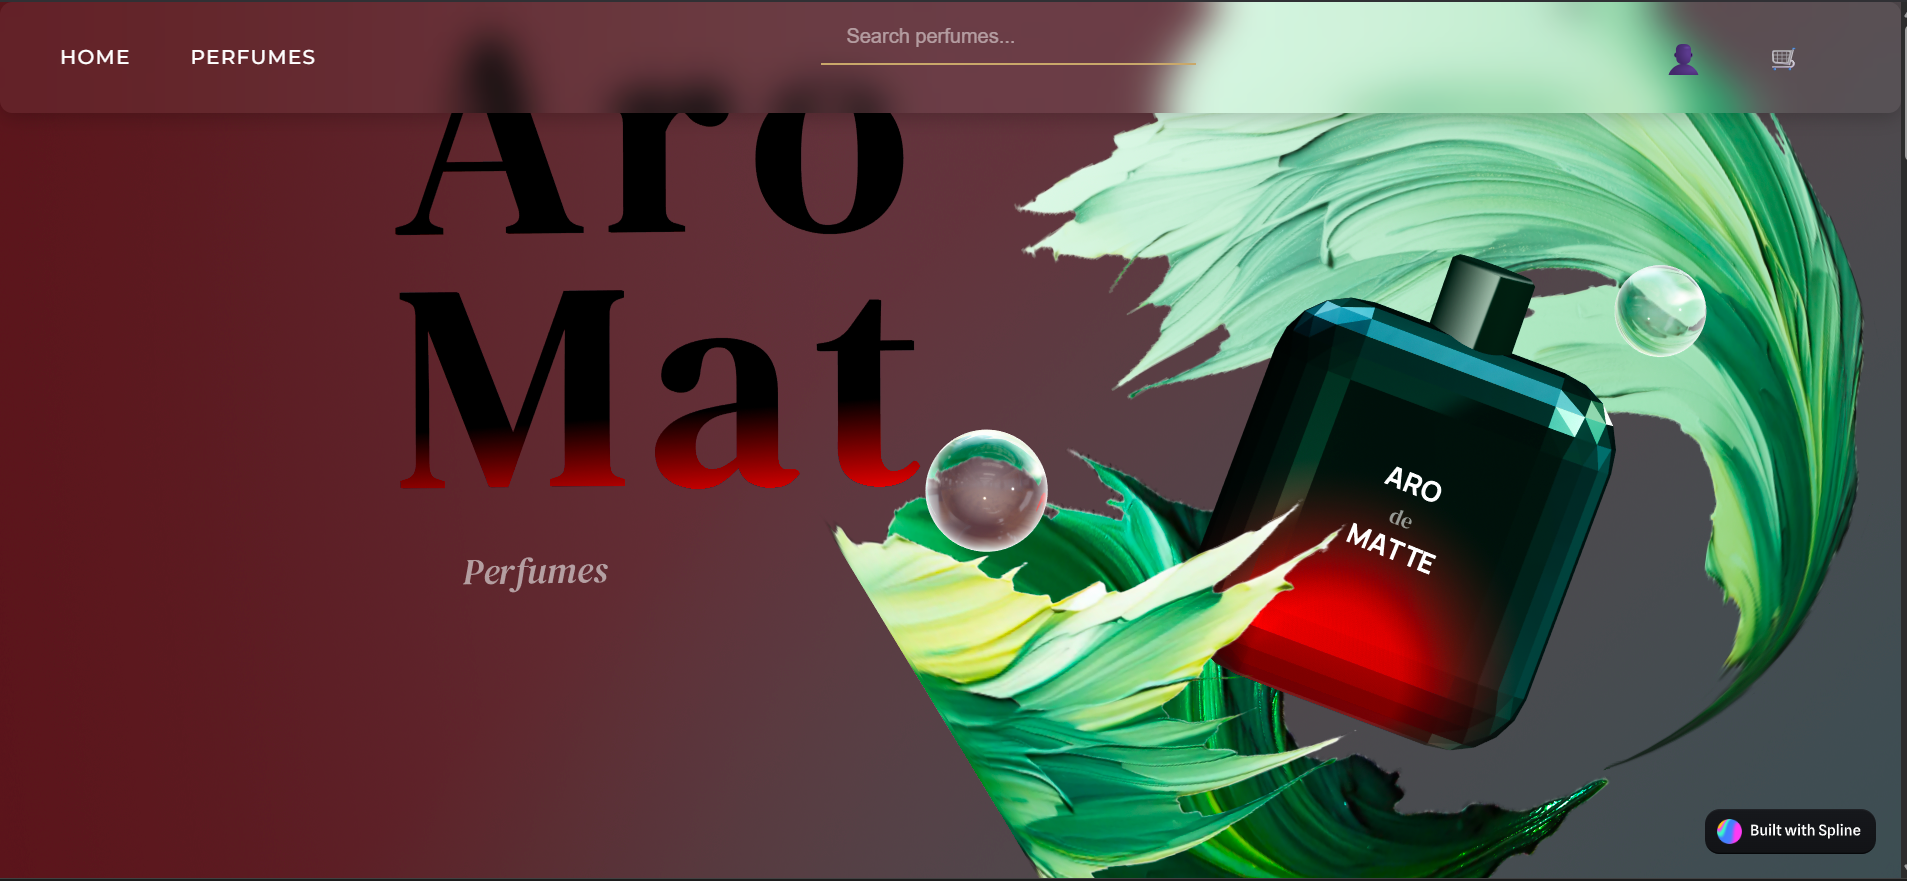 HOME
PERFUMES
Search perfumes...
Aro
Mat
Perfumes
ARO
de
MATTE
Built with Spline